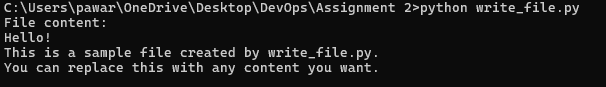 C:\Users\pawar\OneDrive\Desktop\DevOps\Assignment 2>python write_file.py
File content:
Hello!
This is a sample file created by write_file.py.
You can replace this with any content you want.